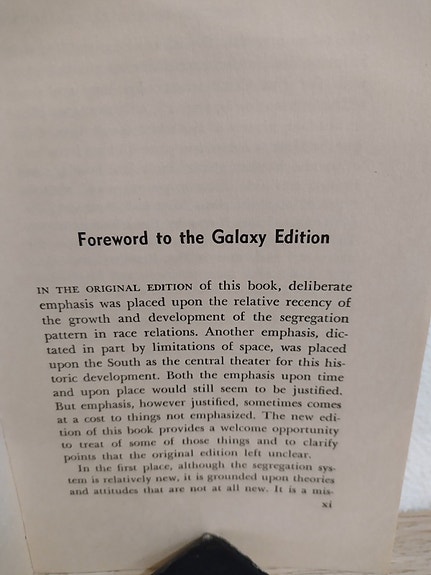 Foreword to the Galaxy Edition
IN THE ORIGINAL EDITION of this book, deliberate
emphasis was placed upon the relative recency of
the growth and development of the segregation
pattern in race relations. Another emphasis, dic-
tated in part by limitations of space, was placed
upon the South as the central theater for this his-
toric development. Both the emphasis upon time
and upon place would still seem to be justified.
But emphasis, however justified, sometimes comes
at a cost to things not emphasized. The new edi-
tion of this book provides a welcome opportunity
to treat of some of those things and to clarify
points that the original edition left unclear.
In the first place, although the segregation sys-
tem is relatively new, it is grounded upon theories
and attitudes that are not at all new. It is a mis-
xi